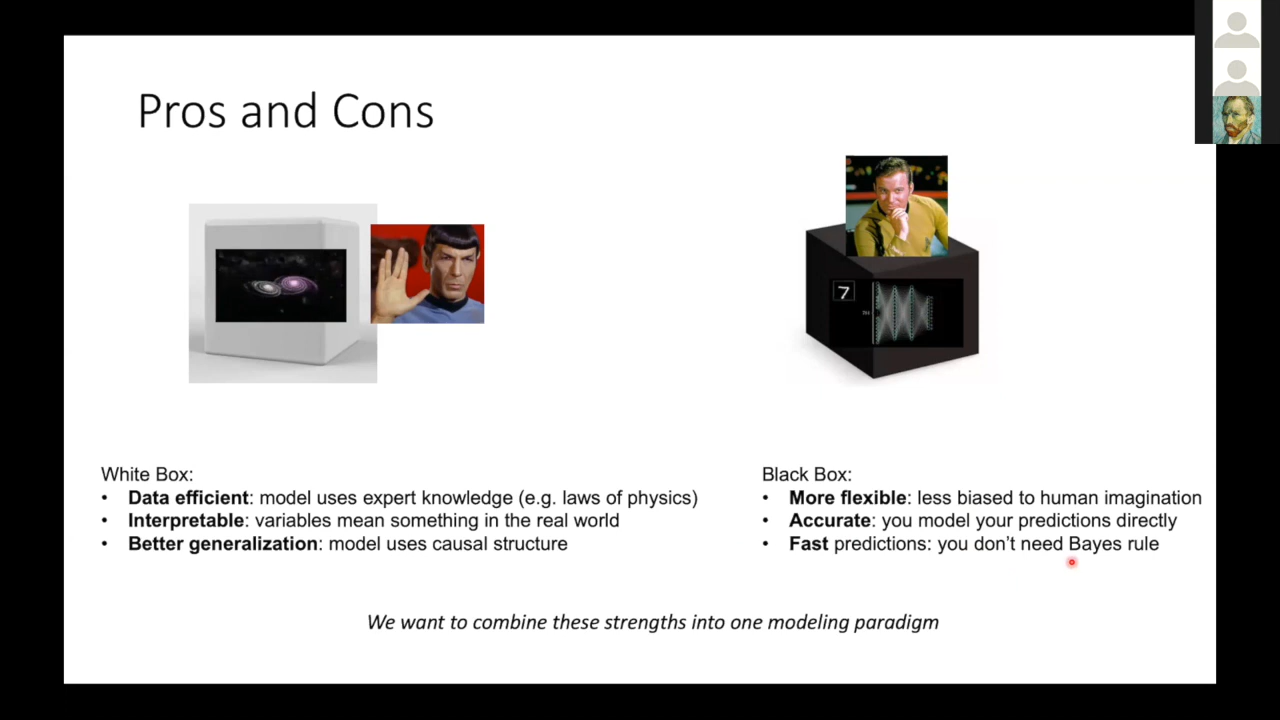 Pros and Cons
7
White Box:
• Data efficient: model uses expert knowledge (e.g. laws of physics)
• Interpretable: variables mean something in the real world
• Better generalization: model uses causal structure
Black Box:
• More flexible: less biased to human imagination
• Accurate: you model your predictions directly
• Fast predictions: you don’t need Bayes rule
We want to combine these strengths into one modeling paradigm